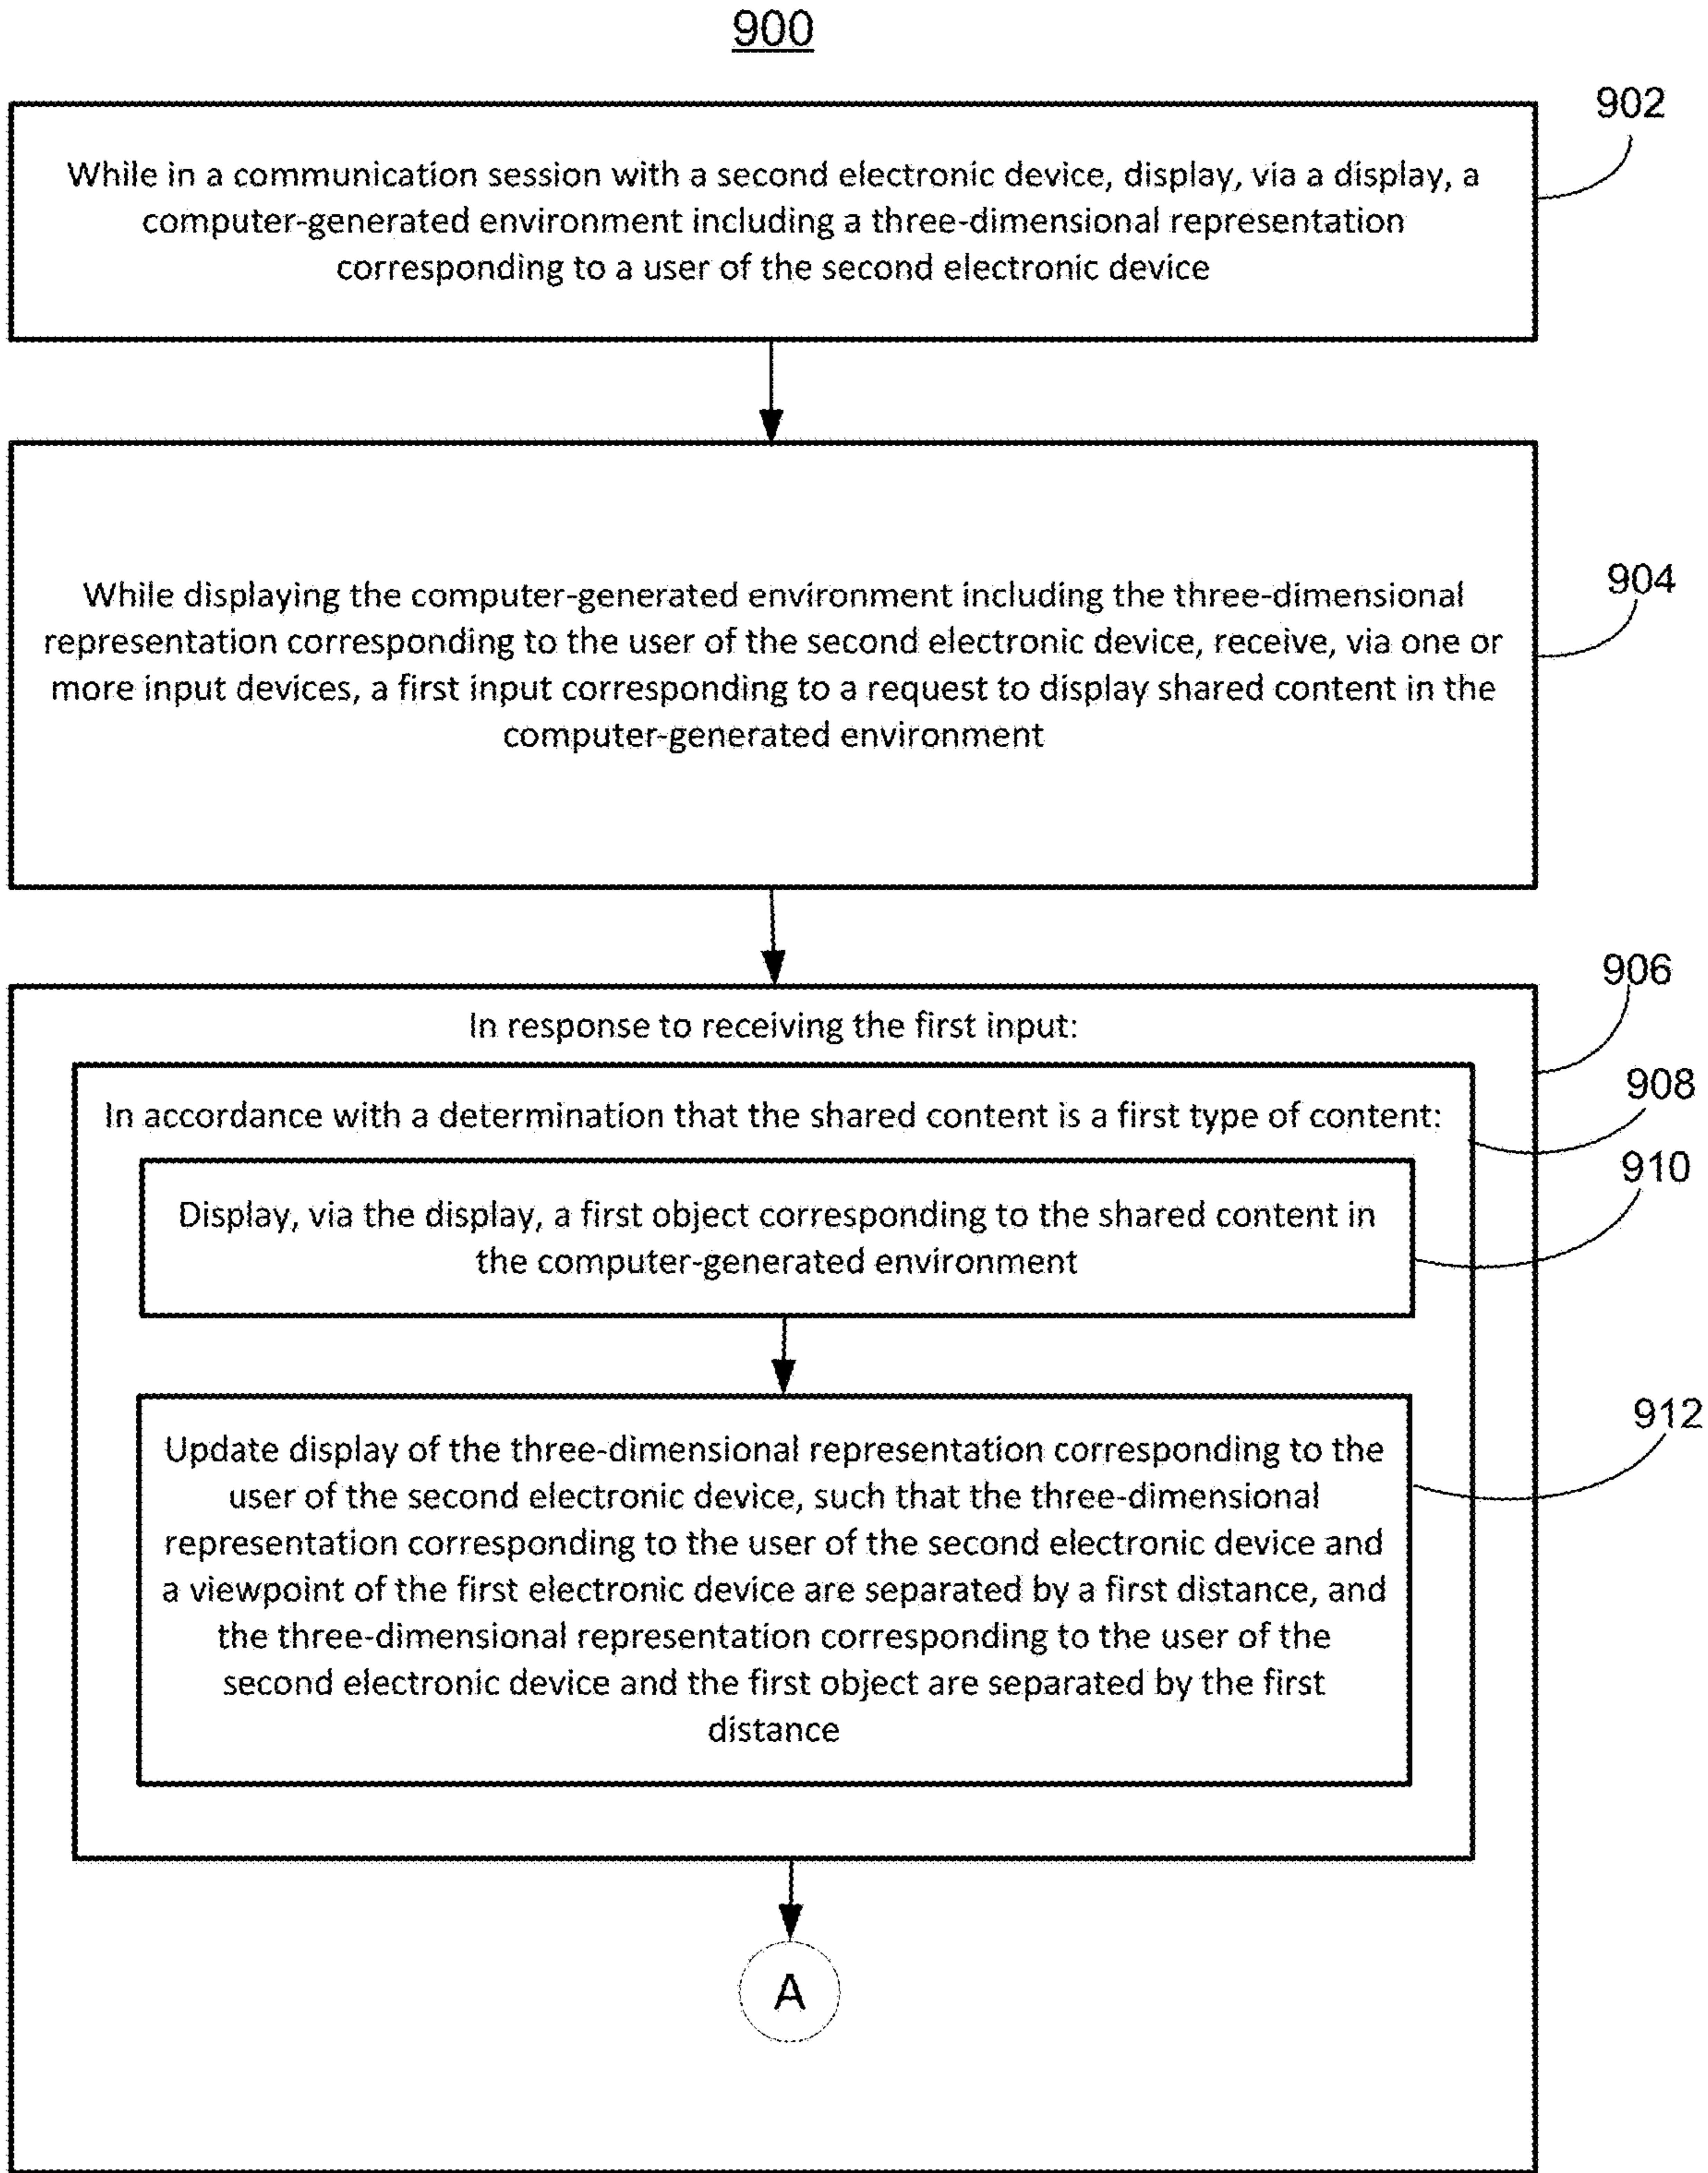 900
902
While in a communication session with a second electronic device, display, via a display, a
computer-generated environment including a three-dimensional representation
corresponding to a user of the second electronic device
904
While displaying the computer-generated environment including the three-dimensional
representation corresponding to the user of the second electronic device, receive, via one or
more input devices, a first input corresponding to a request to display shared content in the
computer-generated environment
906
In response to receiving the first input:
908
In accordance with a determination that the shared content is a first type of content:
910
Display, via the display, a first object corresponding to the shared content in
the computer-generated environment
912
Update display of the three-dimensional representation corresponding to the
user of the second electronic device, such that the three-dimensional
representation corresponding to the user of the second electronic device and
a viewpoint of the first electronic device are separated by a first distance, and
the three-dimensional representation corresponding to the user of the
second electronic device and the first object are separated by the first
distance
A